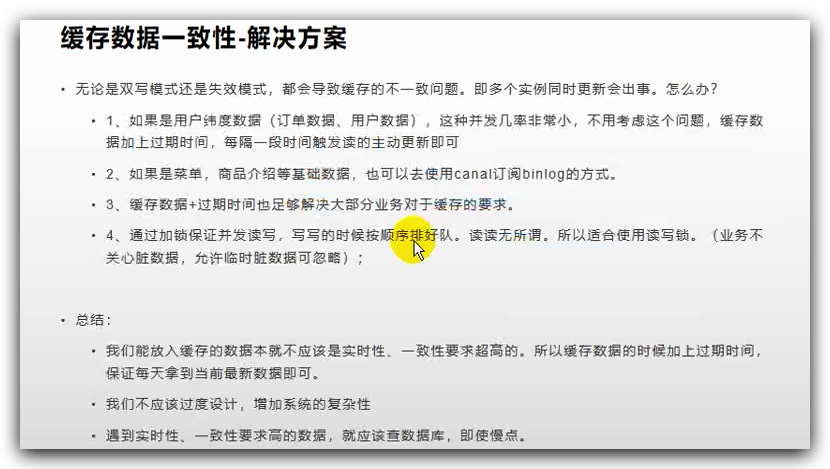 缓存数据一致性-解决方案
• 无论是双写模式还是失效模式，都会导致缓存的不一致问题。即多个实例同时更新会出事。怎么办？
• 1、如果是用户纬度数据（订单数据、用户数据），这种并发几率非常小，不用考虑这个问题，缓存数
据加上过期时间，每隔一段时间触发读的主动更新即可
• 2、如果是菜单，商品介绍等基础数据，也可以去使用canal订阅binlog的方式。
• 3、缓存数据+过期时间也足够解决大部分业务对于缓存的要求。
• 4、通过加锁保证并发读写，写写的时候按顺序排好队。读读无所谓。所以适合使用读写锁。（业务不
关心脏数据，允许临时脏数据可忽略）；
• 总结：
• 我们能放入缓存的数据本就不应该是实时性、一致性要求超高的。所以缓存数据的时候加上过期时间，
保证每天拿到当前最新数据即可。
• 我们不应该过度设计，增加系统的复杂性
• 遇到实时性、一致性要求高的数据，就应该查数据库，即使慢点。